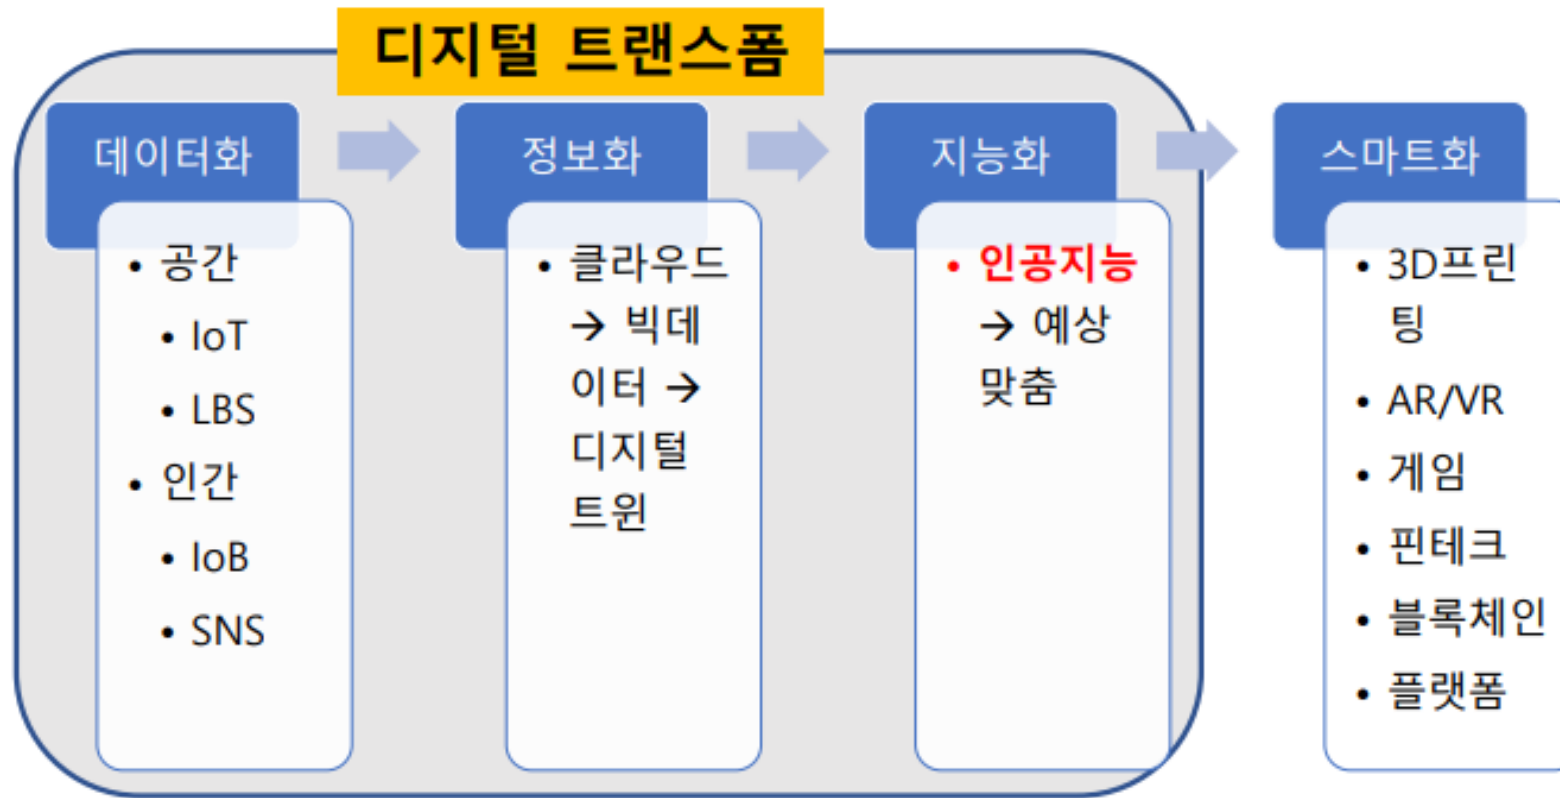 디지털 트랜스폼
데이터화
• 공간
• IoT
• LBS
• 인간
• IoB
• SNS
정보화
• 클라우드
→ 빅데
이터 →
디지털
트윈
지능화
• 인공지능
→ 예상
맞춤
스마트화
• 3D프린
팅
• AR/VR
• 게임
• 핀테크
• 블록체인
• 플랫폼